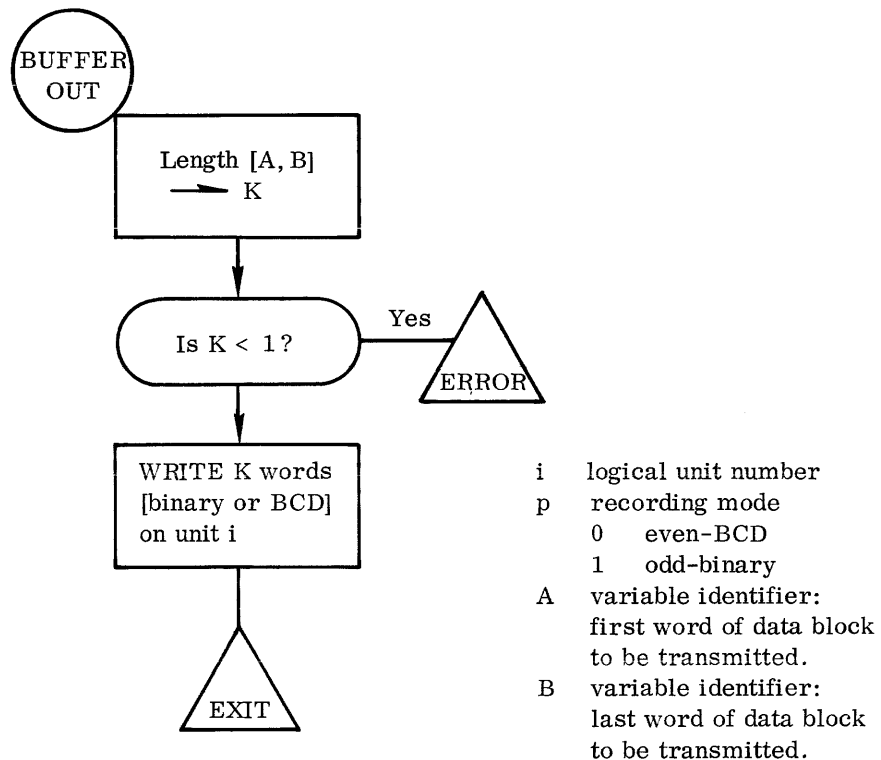 BUFFER
OUT
Length [A, B]
→ K
Is K < 1?
Yes
ERROR
WRITE K words
[binary or BCD]
on unit i
EXIT
i logical unit number
p recording mode
0 even-BCD
1 odd-binary
A variable identifier:
first word of data block
to be transmitted.
B variable identifier:
last word of data block
to be transmitted.